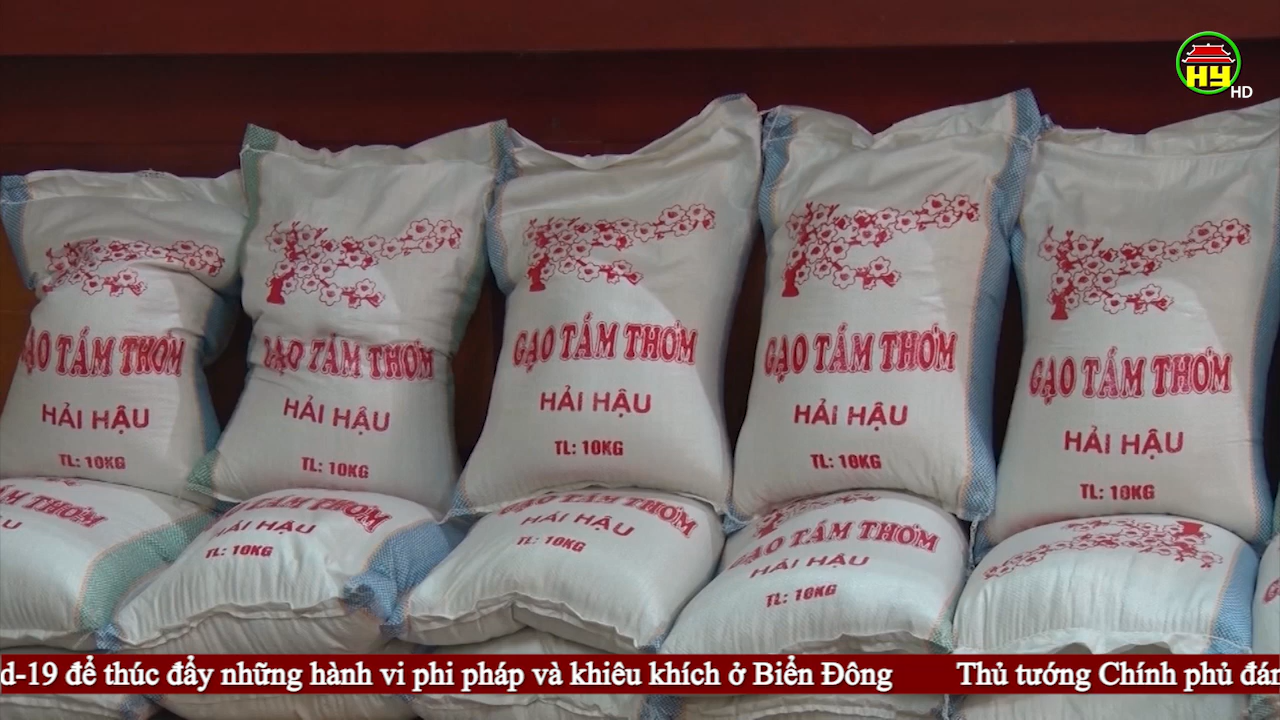 HY
HD
GẠO TÁM THƠM
HẢI HẬU
TL: 10KG
GẠO TÁM THƠM
HẢI HẬU
TL: 10KG
GẠO TÁM THƠM
HẢI HẬU
TL: 10KG
GẠO TÁM THƠM
HẢI HẬU
TL: 10KG
GẠO TÁM THƠM
HẢI HẬU
TL: 10KG
TÁM THƠM
TÁM THƠM
HẢI HẬU
TL: 10KG
TÁM THƠM
HẢI HẬU
TL: 10KG
GẠO TÁM THƠM
HẢI HẬU
TL: 10KG
d-19 để thúc đẩy những hành vi phi pháp và khiêu khích ở Biển Đông Thủ tướng Chính phủ